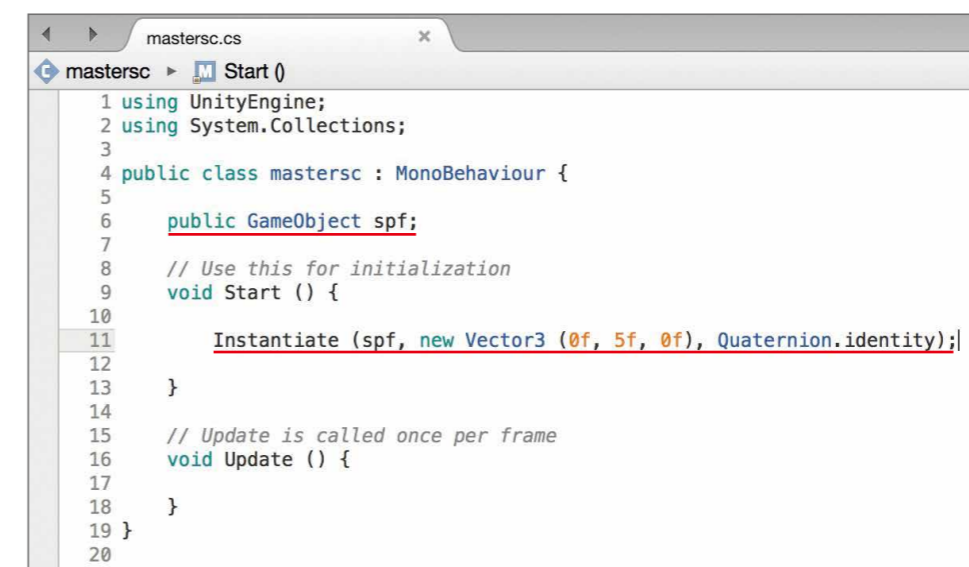 mastersc.cs
mastersc ▸ M Start ()
1 using UnityEngine;
2 using System.Collections;
3
4 public class mastersc : MonoBehaviour {
5
6 public GameObject spf;
7
8 // Use this for initialization
9 void Start () {
10
11 Instantiate (spf, new Vector3 (0f, 5f, 0f), Quaternion.identity);
12
13 }
14
15 // Update is called once per frame
16 void Update () {
17
18 }
19 }
20